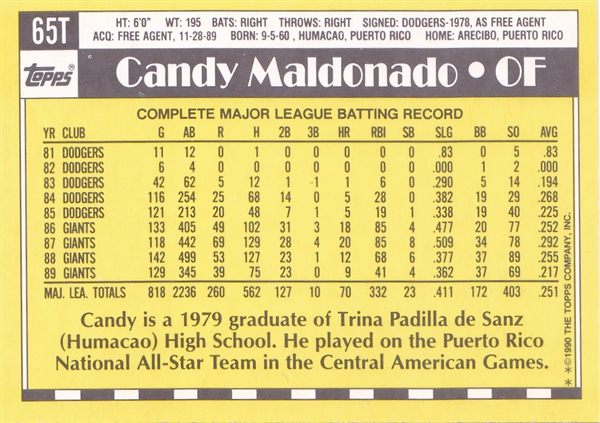 65T
HT: 6'0" WT: 195 BATS: RIGHT THROWS: RIGHT SIGNED: DODGERS-1978, AS FREE AGENT
ACQ: FREE AGENT, 11-28-89 BORN: 9-5-60, HUMACAO, PUERTO RICO HOME: ARECIBO, PUERTO RICO
TOPPS®
Candy Maldonado • OF
COMPLETE MAJOR LEAGUE BATTING RECORD
YR CLUB G AB R H 2B 3B HR RBI SB SLG BB SO AVG
81 DODGERS 11 12 0 1 0 0 0 0 0 .83 0 5 .83
82 DODGERS 6 4 0 0 0 0 0 0 0 .000 1 2 .000
83 DODGERS 42 62 5 12 1 1 1 6 0 .290 5 14 .194
84 DODGERS 116 254 25 68 14 0 5 28 0 .382 19 29 .268
85 DODGERS 121 213 20 48 7 1 5 19 1 .338 19 40 .225
86 GIANTS 133 405 49 102 31 3 18 85 4 .477 20 77 .252
87 GIANTS 118 442 69 129 28 4 20 85 8 .509 34 78 .292
88 GIANTS 142 499 53 127 23 1 12 68 6 .377 37 89 .255
89 GIANTS 129 345 39 75 23 0 9 41 4 .362 37 69 .217
MAJ. LEA. TOTALS 818 2236 260 562 127 10 70 332 23 .411 172 403 .251
Candy is a 1979 graduate of Trina Padilla de Sanz
(Humacao) High School. He played on the Puerto Rico
National All-Star Team in the Central American Games.
* * ©1990 THE TOPPS COMPANY, INC.